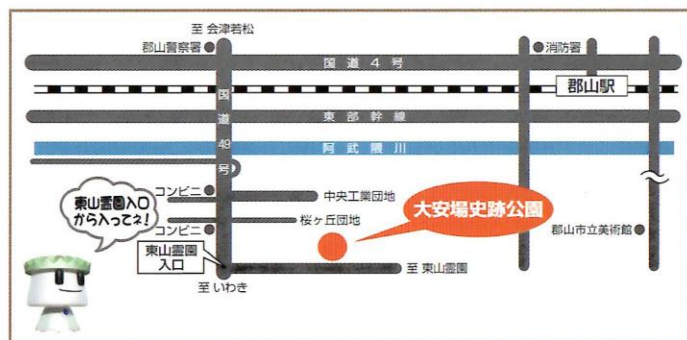 至 会津若松
郡山警察署
消防署
国道4号
郡山駅
国道49号
東部幹線
阿武隈川
コンビニ
中央工業団地
東山霊園入口
から入ってネ!
桜ヶ丘団地
大安場史跡公園
コンビニ
郡山市立美術館
東山霊園
入口
至 東山霊園
至 いわき